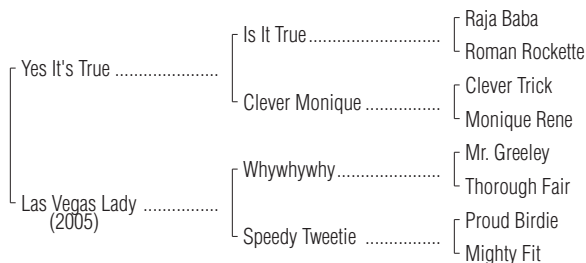 Raja Baba
Is It True
Roman Rockette
Yes It's True
Clever Trick
Clever Monique
Monique Rene
Mr. Greeley
Whywhywhy
Thorough Fair
Las Vegas Lady
(2005)
Proud Birdie
Speedy Tweetie
Mighty Fit